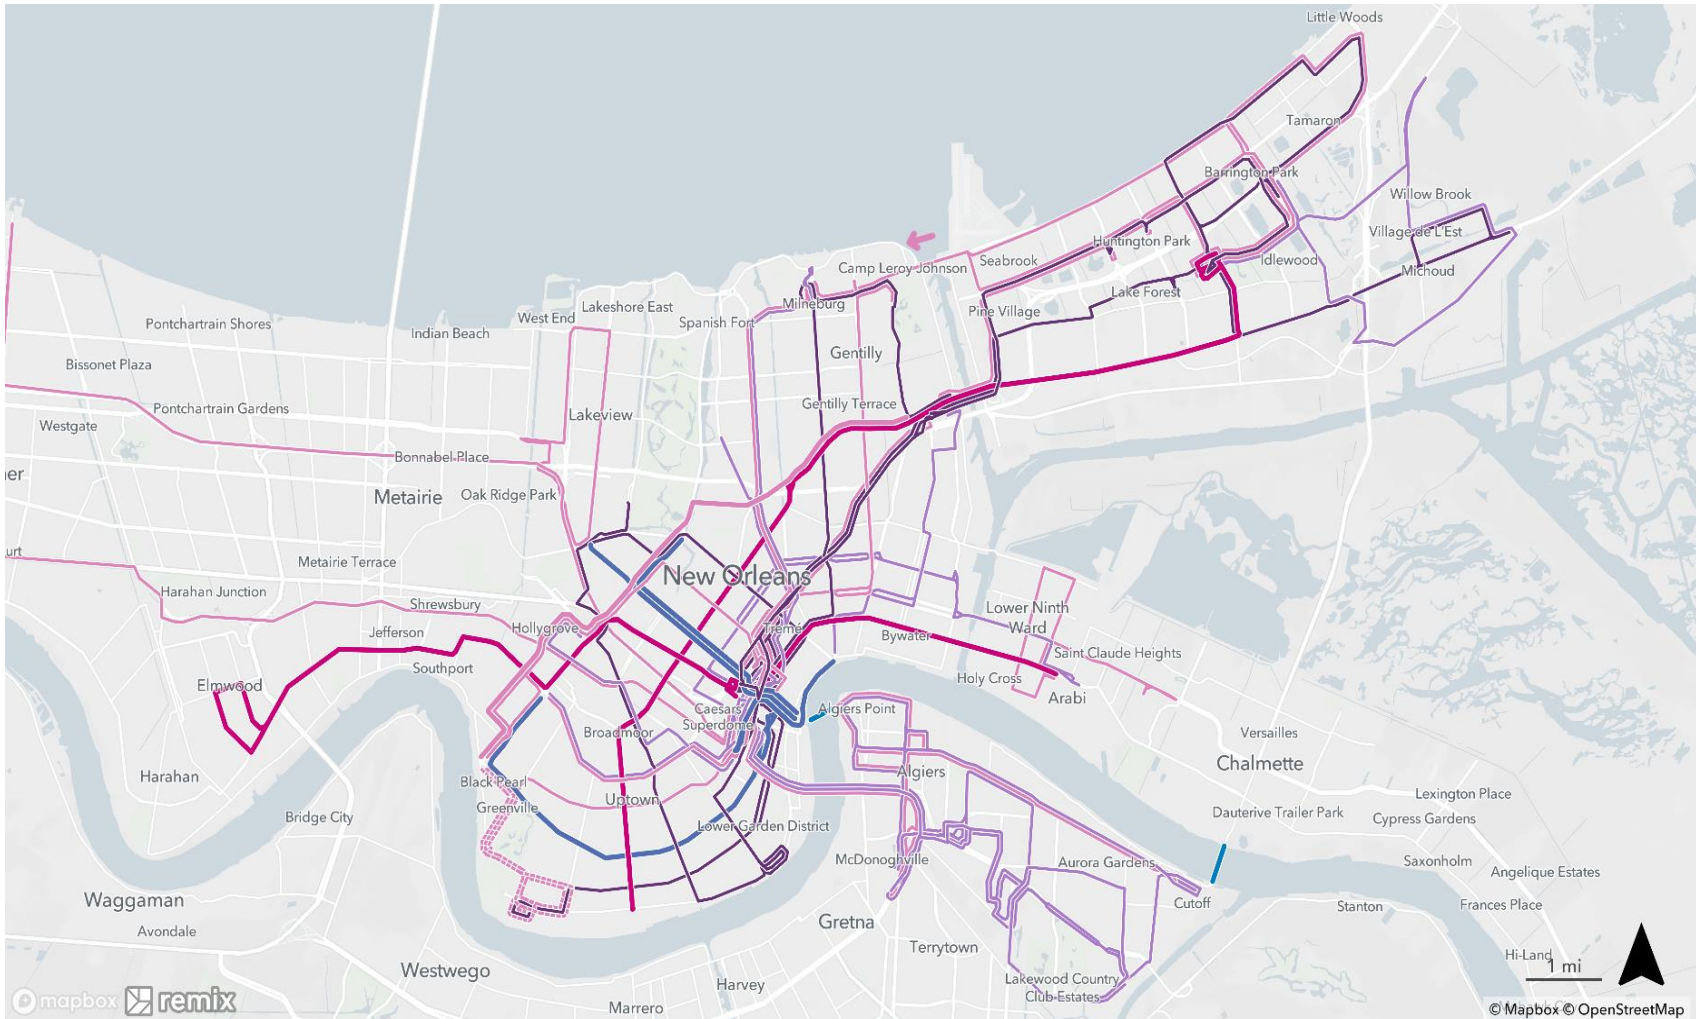 Little Woods
Tamaron
Barrington Park
Willow Brook
Village de L'Est
Huntington Park
Camp Leroy Johnson
Seabrook
Idlewood
Michoud
Lake Forest
Milneburg
Pine Village
Lakeshore East
West End
Spanish Fort
Pontchartrain Shores
Indian Beach
Bissonet Plaza
Gentilly
Pontchartrain Gardens
Gentilly Terrace
Lakeview
Westgate
Bonnabel Place
er
Metairie
Oak Ridge Park
urt
Metairie Terrace
New Orleans
Harahan Junction
Shrewsbury
Lower Ninth
Ward
Jefferson
Hollygrove
Tremé
Bywater
Saint Claude Heights
Southport
Elmwood
Holy Cross
Arabi
Caesars
Superdome
Algiers Point
Broadmoor
Versailles
Harahan
Black Pearl
Algiers
Chalmette
Greenville
Uptown
Lexington Place
Bridge City
Lower Garden District
Dauterive Trailer Park
Cypress Gardens
McDonoghville
Aurora Gardens
Saxonholm
Angelique Estates
Waggaman
Cutoff
Stanton
Frances Place
Avondale
Gretna
Terrytown
Hi-Land
Westwego
Harvey
Lakewood Country
Club Estates
1 mi
Marrero
mapbox remix
© Mapbox © OpenStreetMap